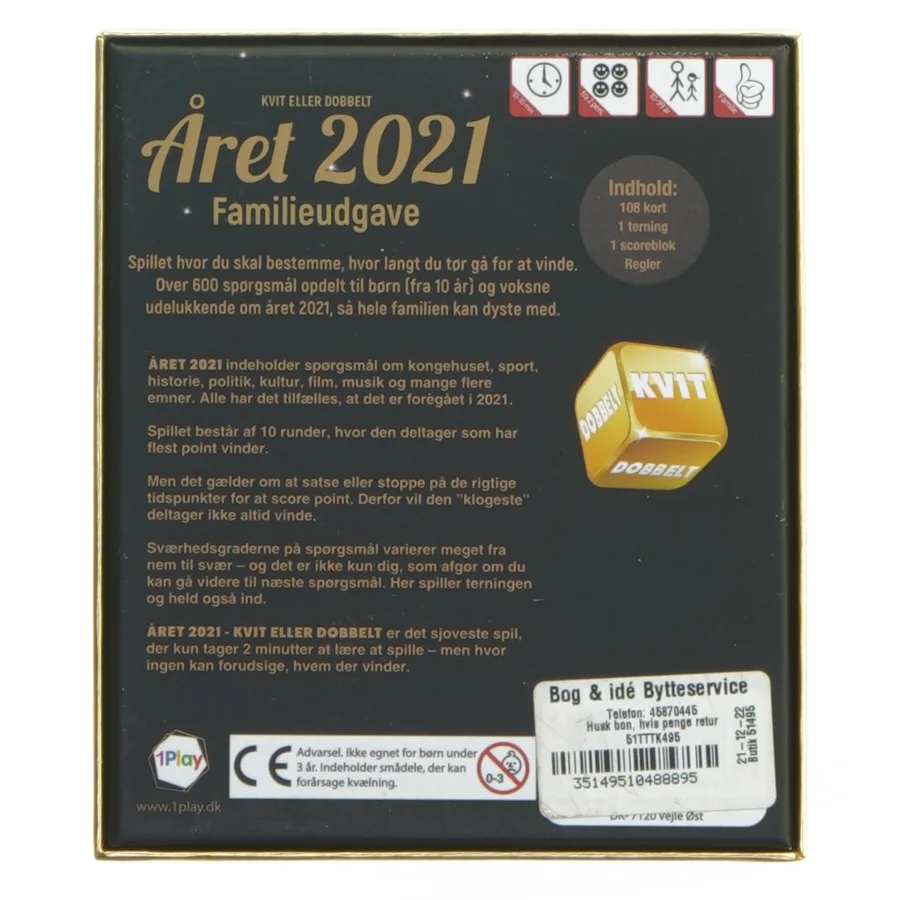 KVIT ELLER DOBBELT
Året 2021
Familieudgave
fra 2 pers.
10-99 år
Familie
Indhold:
108 kort
1 terning
1 scoreblok
Regler
Spillet hvor du skal bestemme, hvor langt du tør gå for at vinde.
Over 600 spørgsmål opdelt til børn (fra 10 år) og voksne
udelukkende om året 2021, så hele familien kan dyste med.
ÅRET 2021 indeholder spørgsmål om kongehuset, sport,
historie, politik, kultur, film, musik og mange flere
emner. Alle har det tilfælles, at det er foregået i 2021.
Spillet består af 10 runder, hvor den deltager som har
flest point vinder.
Men det gælder om at satse eller stoppe på de rigtige
tidspunkter for at score point. Derfor vil den "klogeste"
deltager ikke altid vinde.
Sværhedsgraderne på spørgsmål varierer meget fra
nem til svær – og det er ikke kun dig, som afgør om du
kan gå videre til næste spørgsmål. Her spiller terningen
og held også ind.
ÅRET 2021 - KVIT ELLER DOBBELT er det sjoveste spil,
der kun tager 2 minutter at lære at spille – men hvor
ingen kan forudsige, hvem der vinder.
KVIT
DOBBELT
DOBBELT
1Play
www.1play.dk
CE
Advarsel. Ikke egnet for børn under
3 år. Indeholder smådele, der kan
forårsage kvælning.
0-3
Bog & idé Bytteservice
Telefon: 45870445
Husk bon, hvis penge retur
51TTTK495
35149510488895
21-12-22
Butik 51495
DK-7120 Vejle Øst